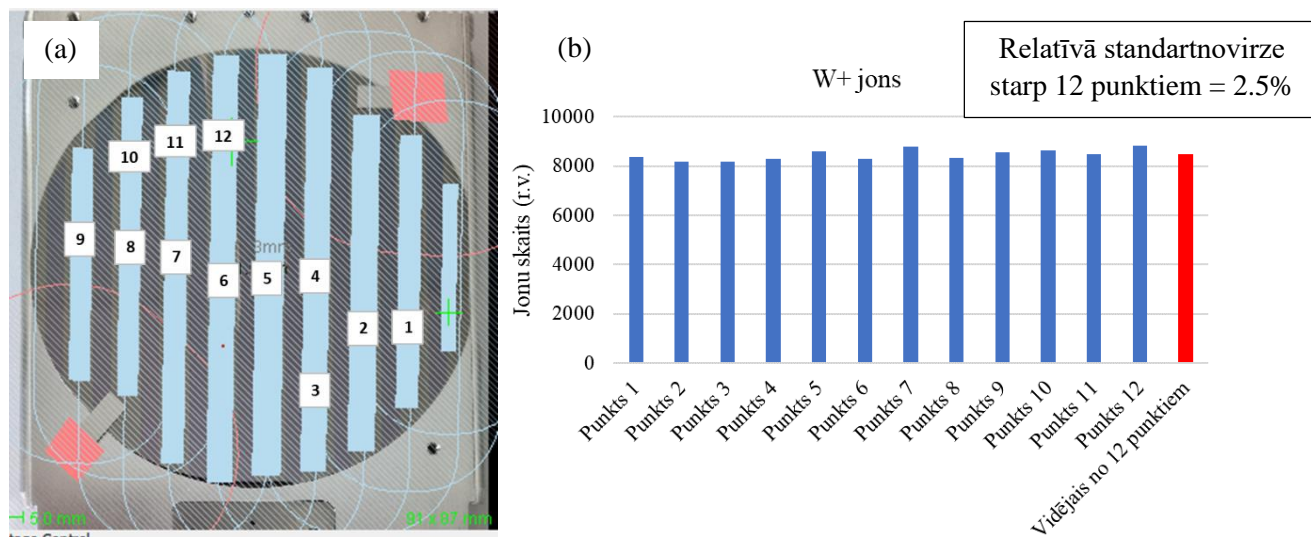 (a)
12
11
10
9
8
7
6
5
4
2
1
3
3mm
5.0 mm
91 x 87 mm
(b)
Relatīvā standartnovirze
starp 12 punktiem = 2.5%
W+ jons
Jonu skaits (r.v.)
10000
8000
6000
4000
2000
0
Punkts 1
Punkts 2
Punkts 3
Punkts 4
Punkts 5
Punkts 6
Punkts 7
Punkts 8
Punkts 9
Punkts 10
Punkts 11
Punkts 12
Vidējais no 12 punktiem